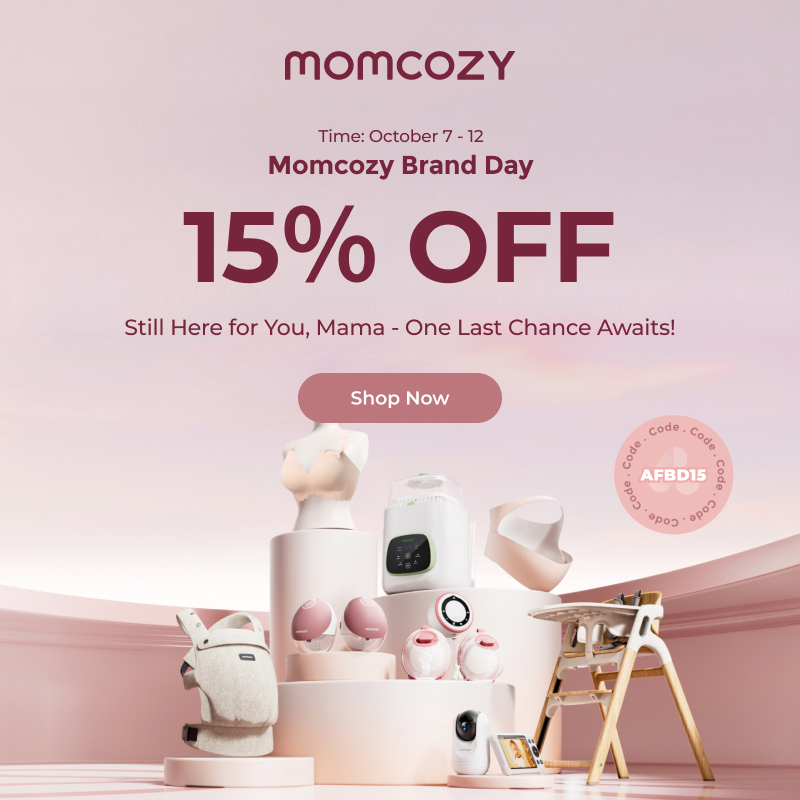 momcozy
Time: October 7 - 12
Momcozy Brand Day
15% OFF
Still Here for You, Mama - One Last Chance Awaits!
Shop Now
Code . Code . Code . Code . Code . Code .
AFBD15